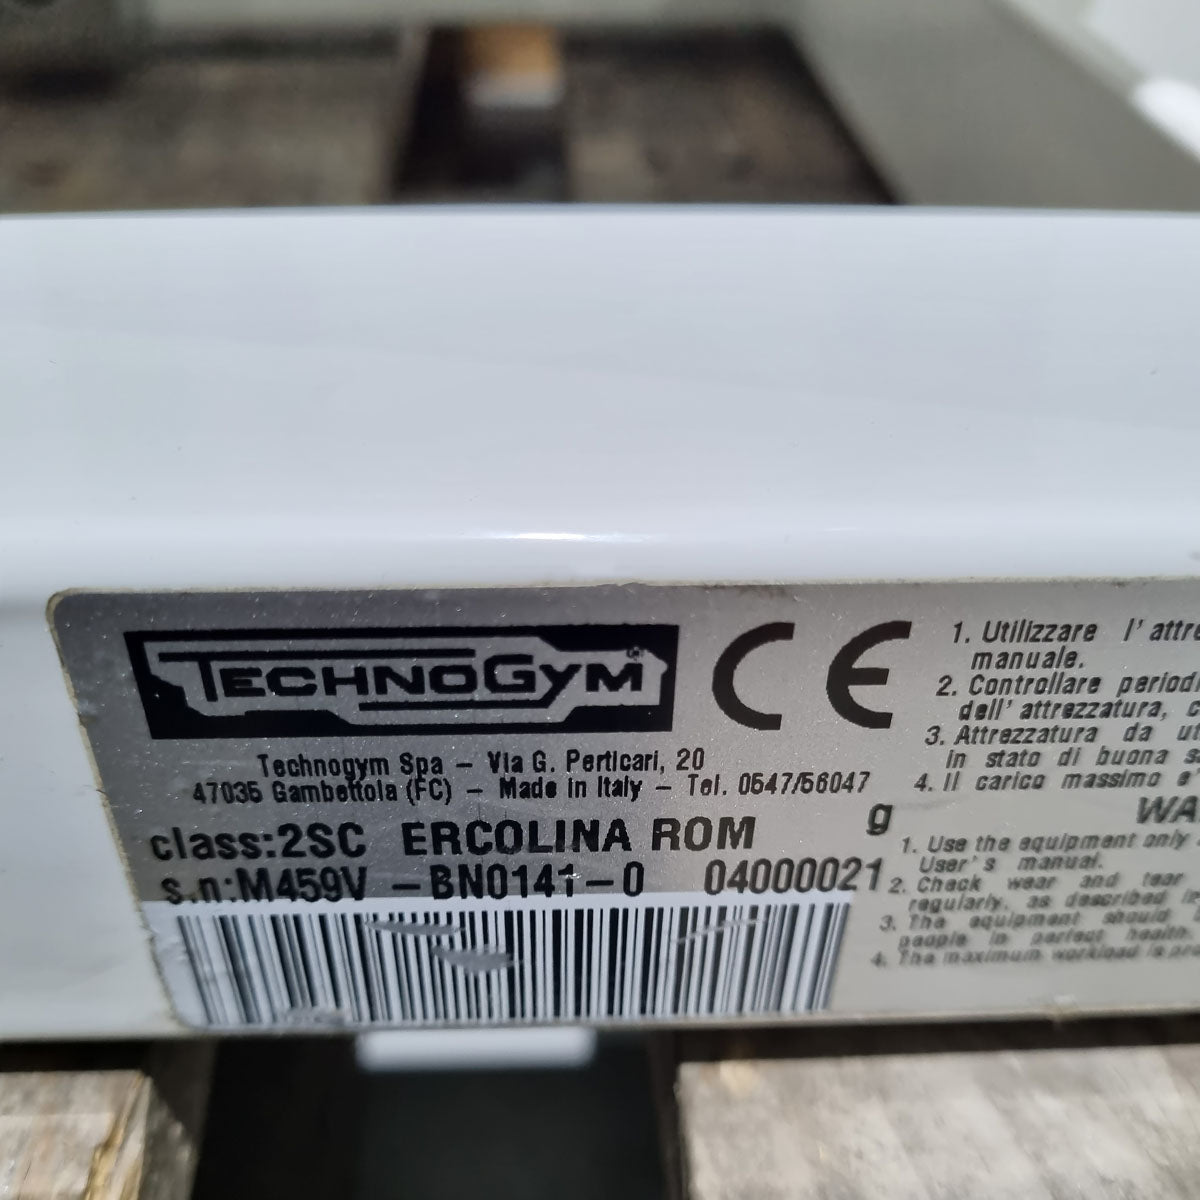 TECHNOGYM®
CE
Technogym Spa – Via G. Perticari, 20
47035 Gambettola (FC) – Made in Italy – Tel. 0547/56047
class:2SC ERCOLINA ROM
s.n:M459V -BN0141-0 04000021
1. Utilizzare l'attre
manuale.
2. Controllare periodi
dell'attrezzatura, c
3. Attrezzatura da ut
in stato di buona s
4. Il carico massimo e
g WA
1. Use the equipment only
User's manual.
2. Check wear and tear
regularly, as described i
3. The equipment should
people in perfect health.
4. The maximum workload is pr